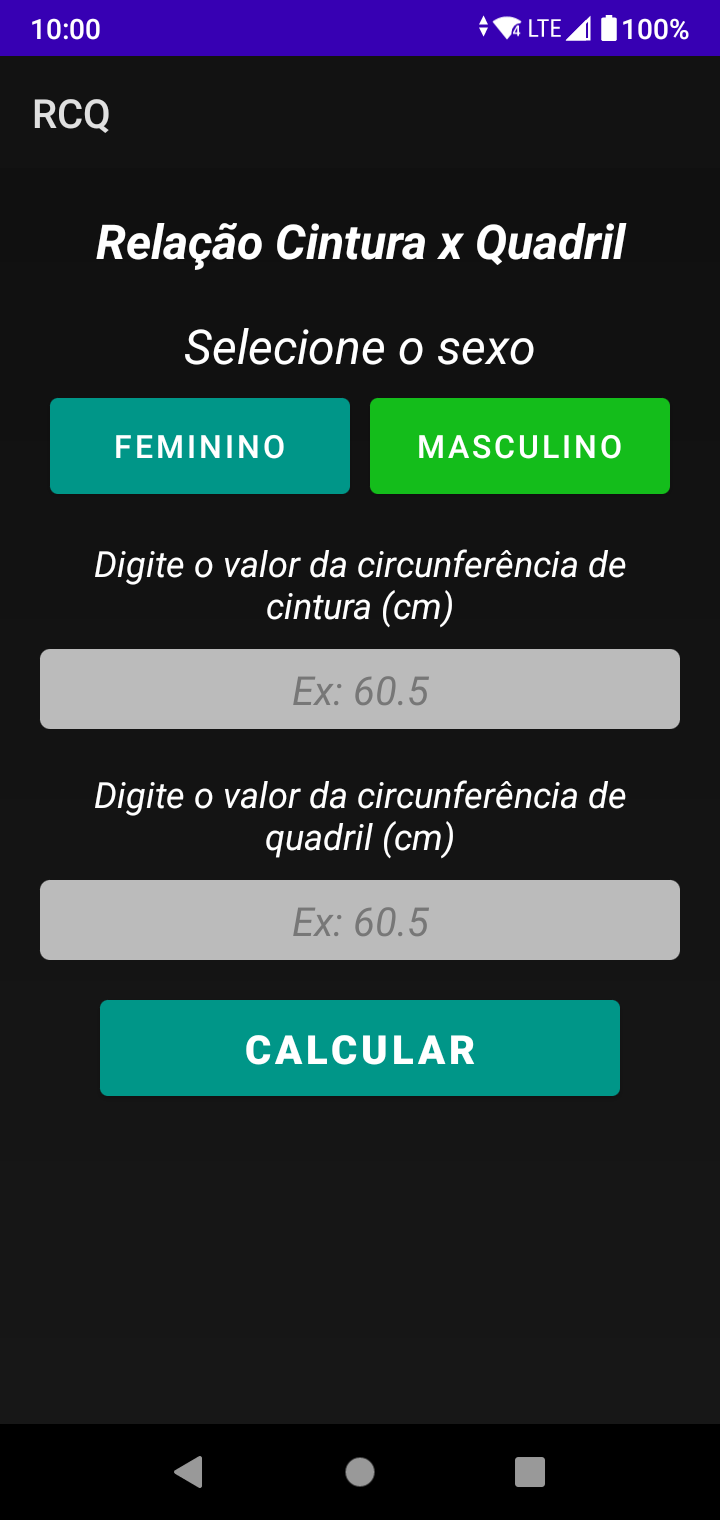 10:00
4 LTE 100%
RCQ
Relação Cintura x Quadril
Selecione o sexo
FEMININO MASCULINO
Digite o valor da circunferência de
cintura (cm)
Ex: 60.5
Digite o valor da circunferência de
quadril (cm)
Ex: 60.5
CALCULAR